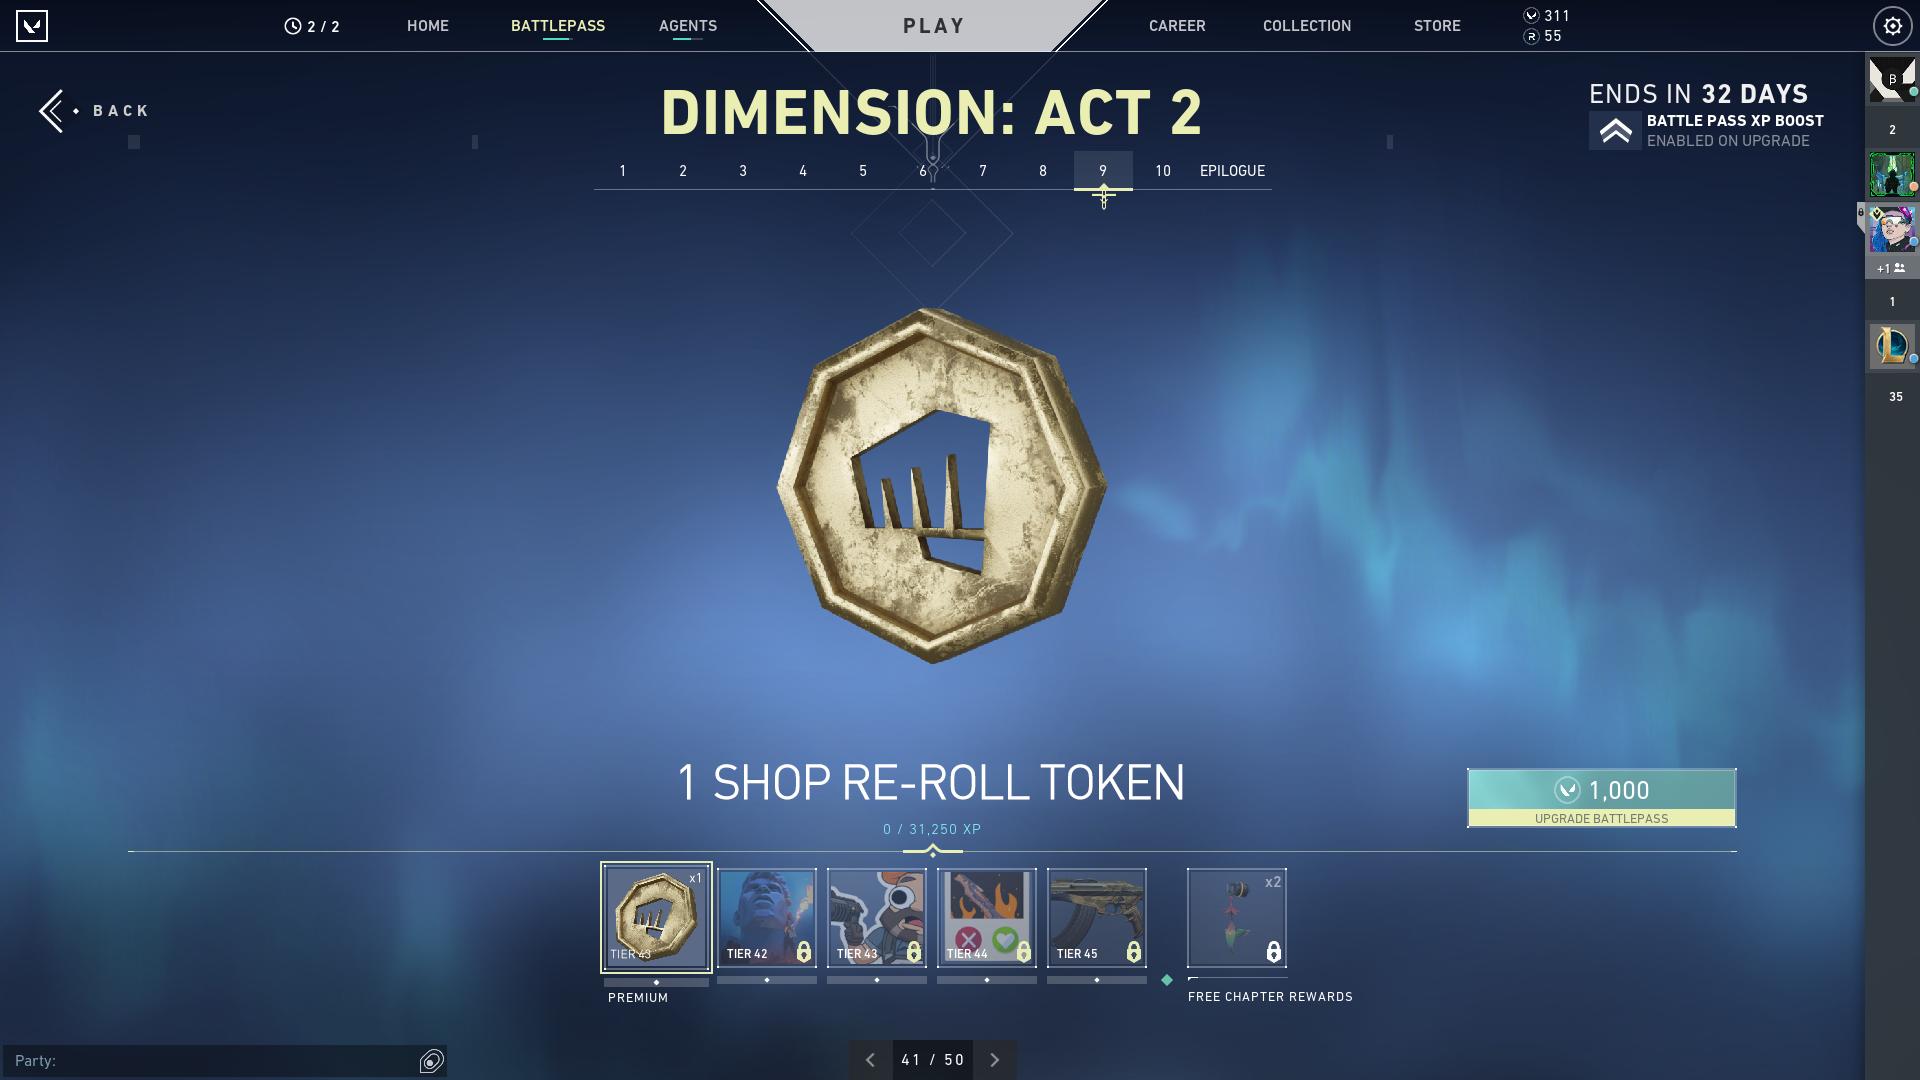 2 / 2
HOME
BATTLEPASS
AGENTS
PLAY
CAREER
COLLECTION
STORE
311
55
BACK
DIMENSION: ACT 2
ENDS IN 32 DAYS
BATTLE PASS XP BOOST
ENABLED ON UPGRADE
1 2 3 4 5 6 7 8 9 10 EPILOGUE
B
2
+1
1
35
1 SHOP RE-ROLL TOKEN
0 / 31,250 XP
1,000
UPGRADE BATTLEPASS
x1
TIER 43
TIER 42
TIER 43
TIER 44
TIER 45
x2
PREMIUM
FREE CHAPTER REWARDS
Party:
41 / 50